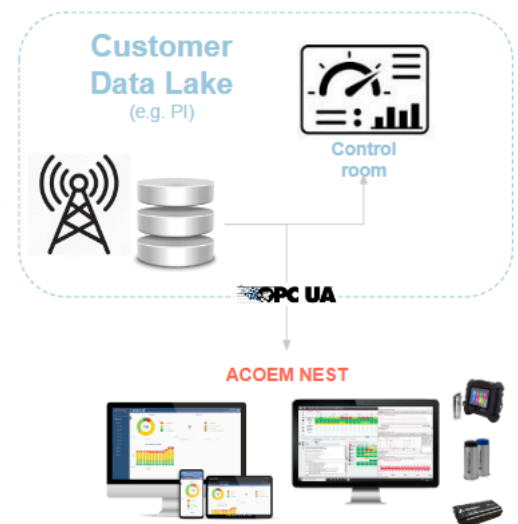 Customer
Data Lake
(e.g. PI)
Control
room
OPC UA
ACOEM NEST